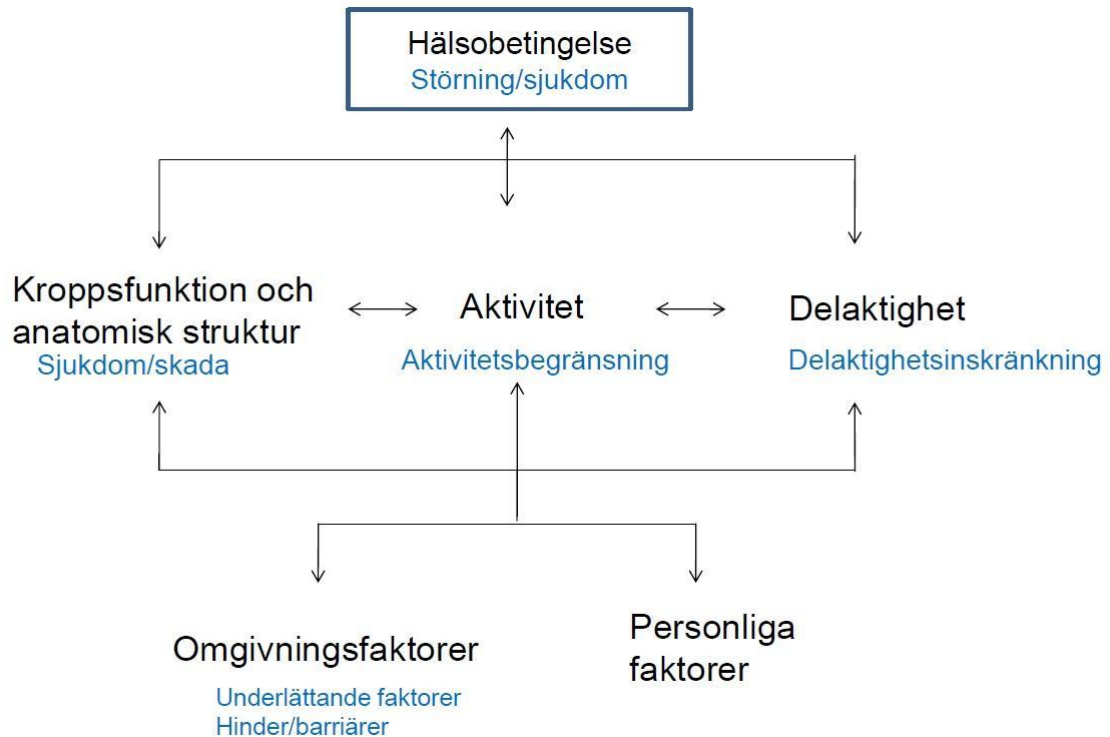 Hälsobetingelse
Störning/sjukdom
Kroppsfunktion och
anatomisk struktur
Sjukdom/skada
Aktivitet
Aktivitetsbegränsning
Delaktighet
Delaktighetsinskränkning
Omgivningsfaktorer
Underlättande faktorer
Hinder/barriärer
Personliga
faktorer